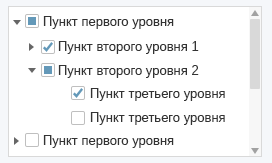 Пункт первого уровня
Пункт второго уровня 1
Пункт второго уровня 2
Пункт третьего уровня
Пункт третьего уровня
Пункт первого уровня